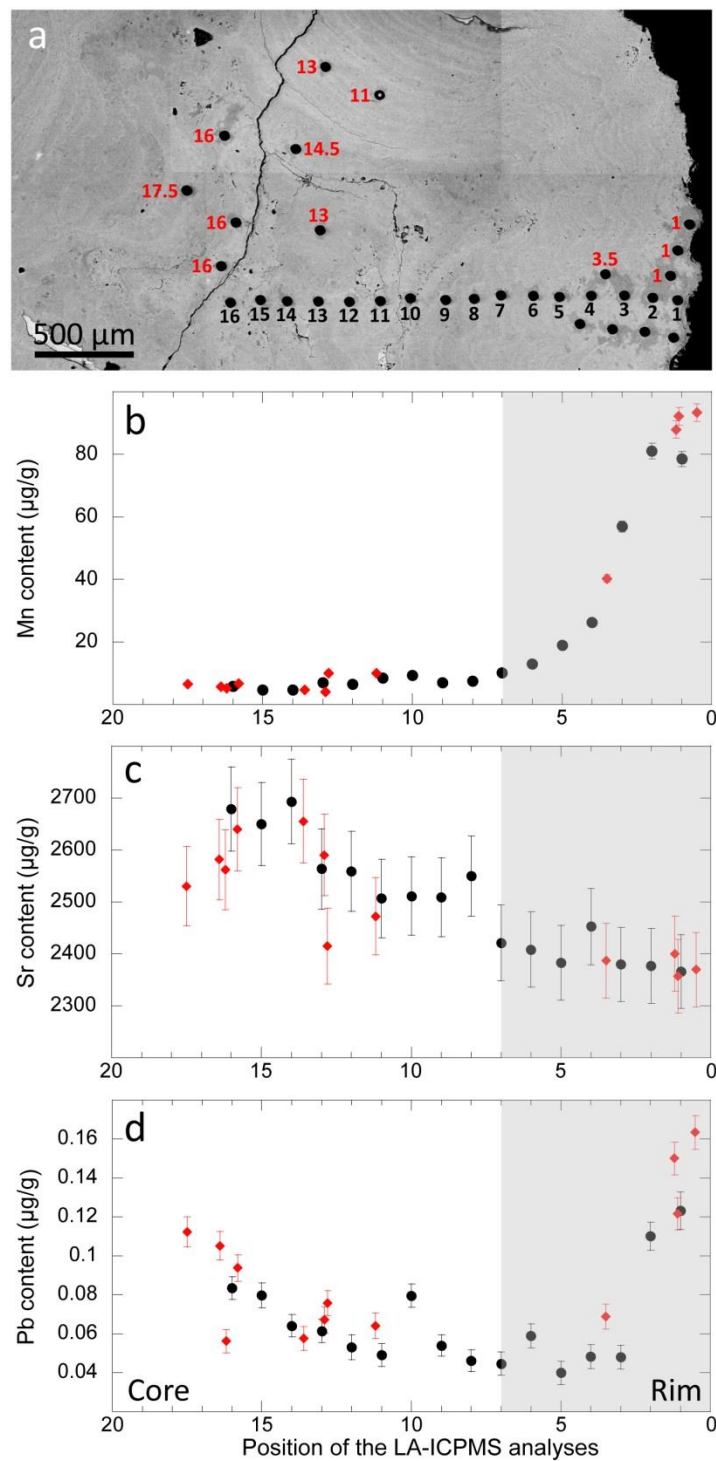 a
13
11
16
14.5
17.5
16
13
1
1
3.5
1
16
16 15 14 13 12 11 10 9 8 7 6 5 4 3 2 1
500 µm
b
Mn content (µg/g)
80
60
40
20
20 15 10 5 0
c
Sr content (µg/g)
2700
2600
2500
2400
2300
20 15 10 5 0
d
Pb content (µg/g)
0.16
0.14
0.12
0.1
0.08
0.06
0.04
Core Rim
20 15 10 5 0
Position of the LA-ICPMS analyses